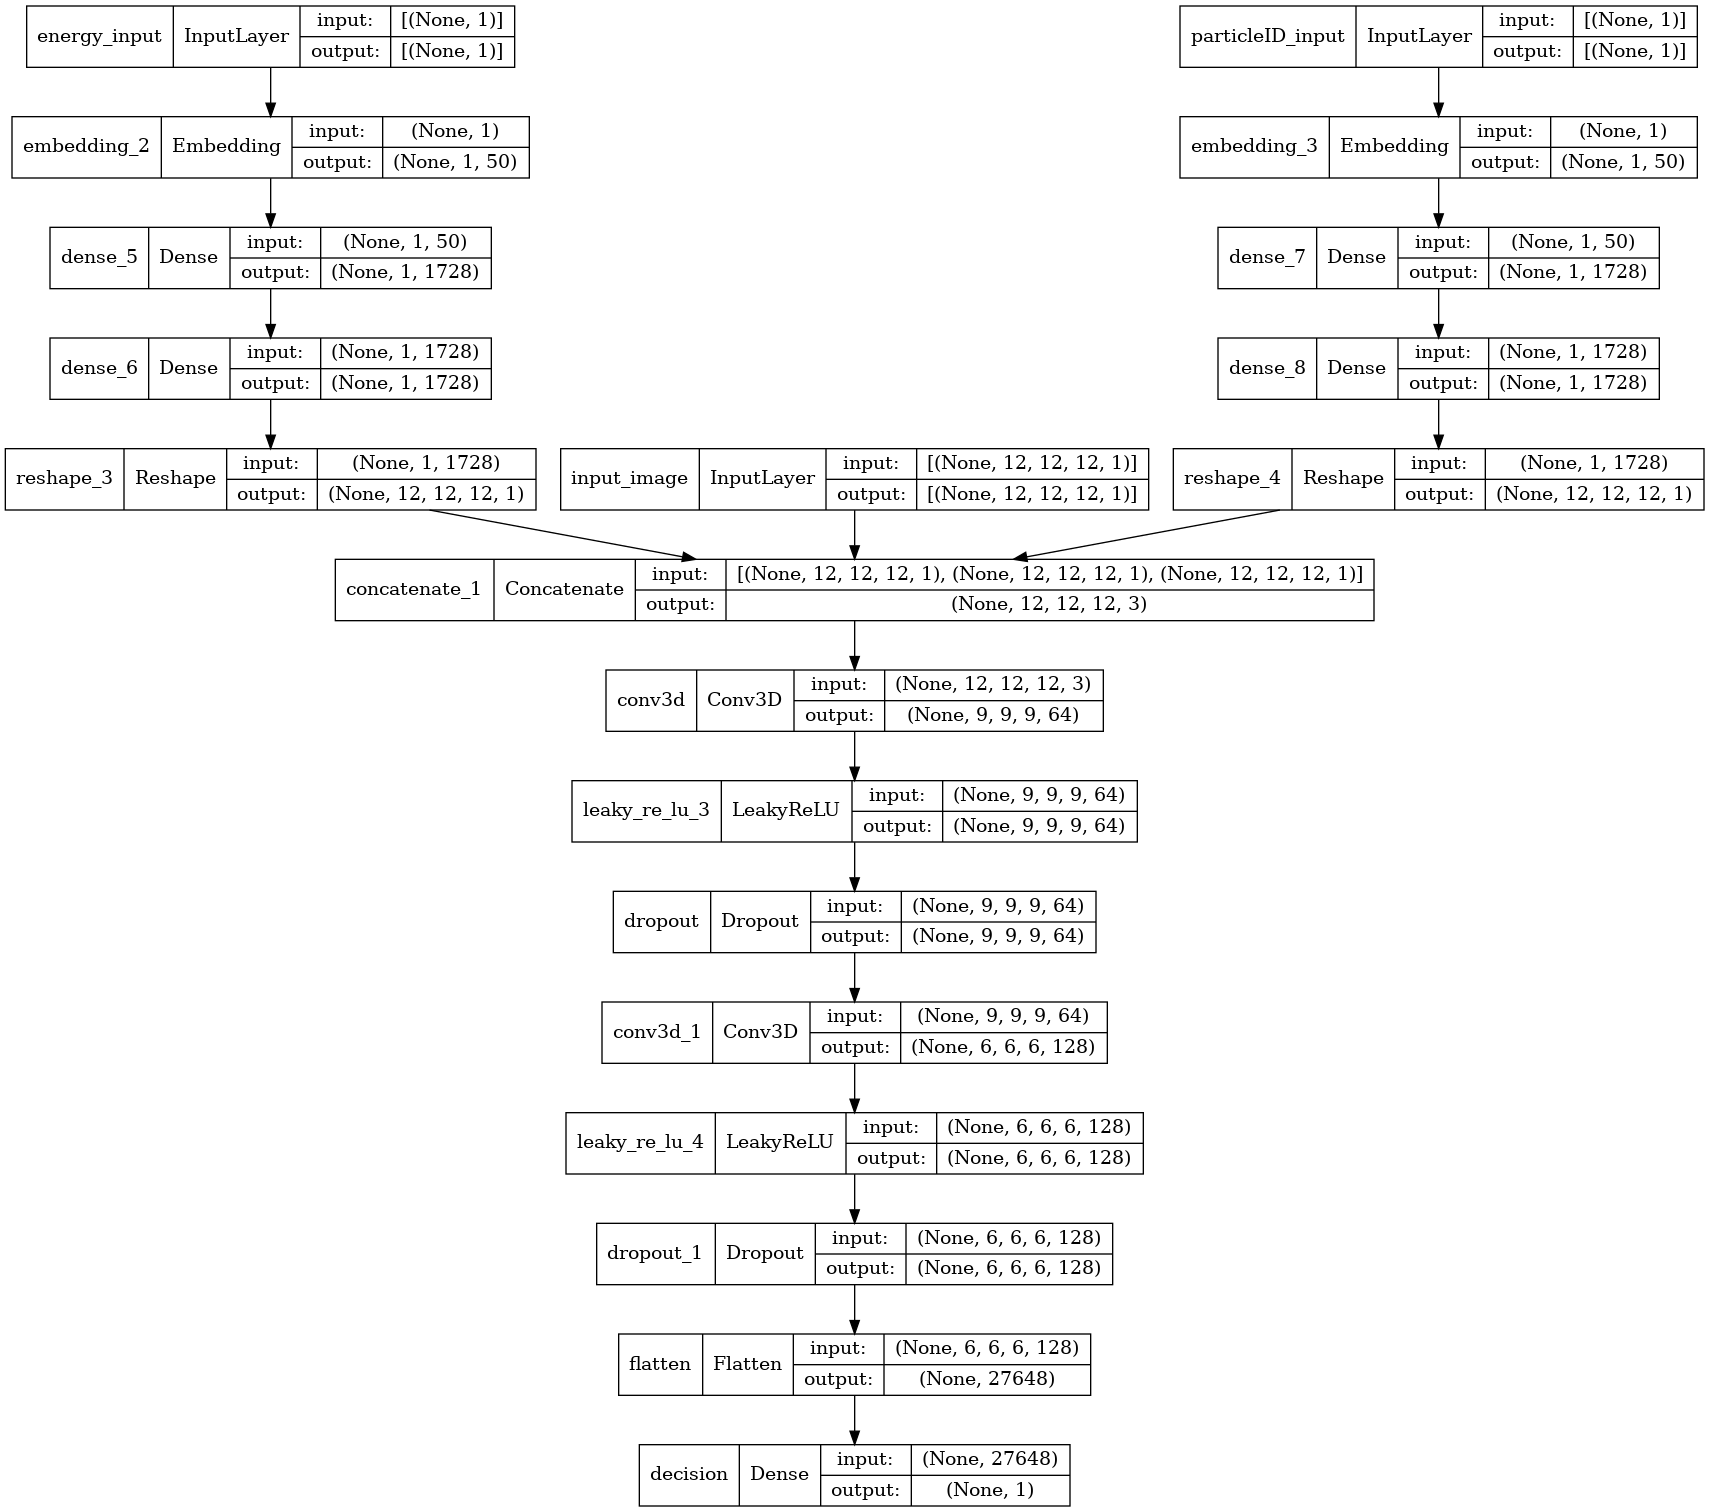 energy_input InputLayer input: [(None, 1)]
output: [(None, 1)]
particleID_input InputLayer input: [(None, 1)]
output: [(None, 1)]
embedding_2 Embedding input: (None, 1)
output: (None, 1, 50)
embedding_3 Embedding input: (None, 1)
output: (None, 1, 50)
dense_5 Dense input: (None, 1, 50)
output: (None, 1, 1728)
dense_7 Dense input: (None, 1, 50)
output: (None, 1, 1728)
dense_6 Dense input: (None, 1, 1728)
output: (None, 1, 1728)
dense_8 Dense input: (None, 1, 1728)
output: (None, 1, 1728)
reshape_3 Reshape input: (None, 1, 1728)
output: (None, 12, 12, 12, 1)
input_image InputLayer input: [(None, 12, 12, 12, 1)]
output: [(None, 12, 12, 12, 1)]
reshape_4 Reshape input: (None, 1, 1728)
output: (None, 12, 12, 12, 1)
concatenate_1 Concatenate input: [(None, 12, 12, 12, 1), (None, 12, 12, 12, 1), (None, 12, 12, 12, 1)]
output: (None, 12, 12, 12, 3)
conv3d Conv3D input: (None, 12, 12, 12, 3)
output: (None, 9, 9, 9, 64)
leaky_re_lu_3 LeakyReLU input: (None, 9, 9, 9, 64)
output: (None, 9, 9, 9, 64)
dropout Dropout input: (None, 9, 9, 9, 64)
output: (None, 9, 9, 9, 64)
conv3d_1 Conv3D input: (None, 9, 9, 9, 64)
output: (None, 6, 6, 6, 128)
leaky_re_lu_4 LeakyReLU input: (None, 6, 6, 6, 128)
output: (None, 6, 6, 6, 128)
dropout_1 Dropout input: (None, 6, 6, 6, 128)
output: (None, 6, 6, 6, 128)
flatten Flatten input: (None, 6, 6, 6, 128)
output: (None, 27648)
decision Dense input: (None, 27648)
output: (None, 1)